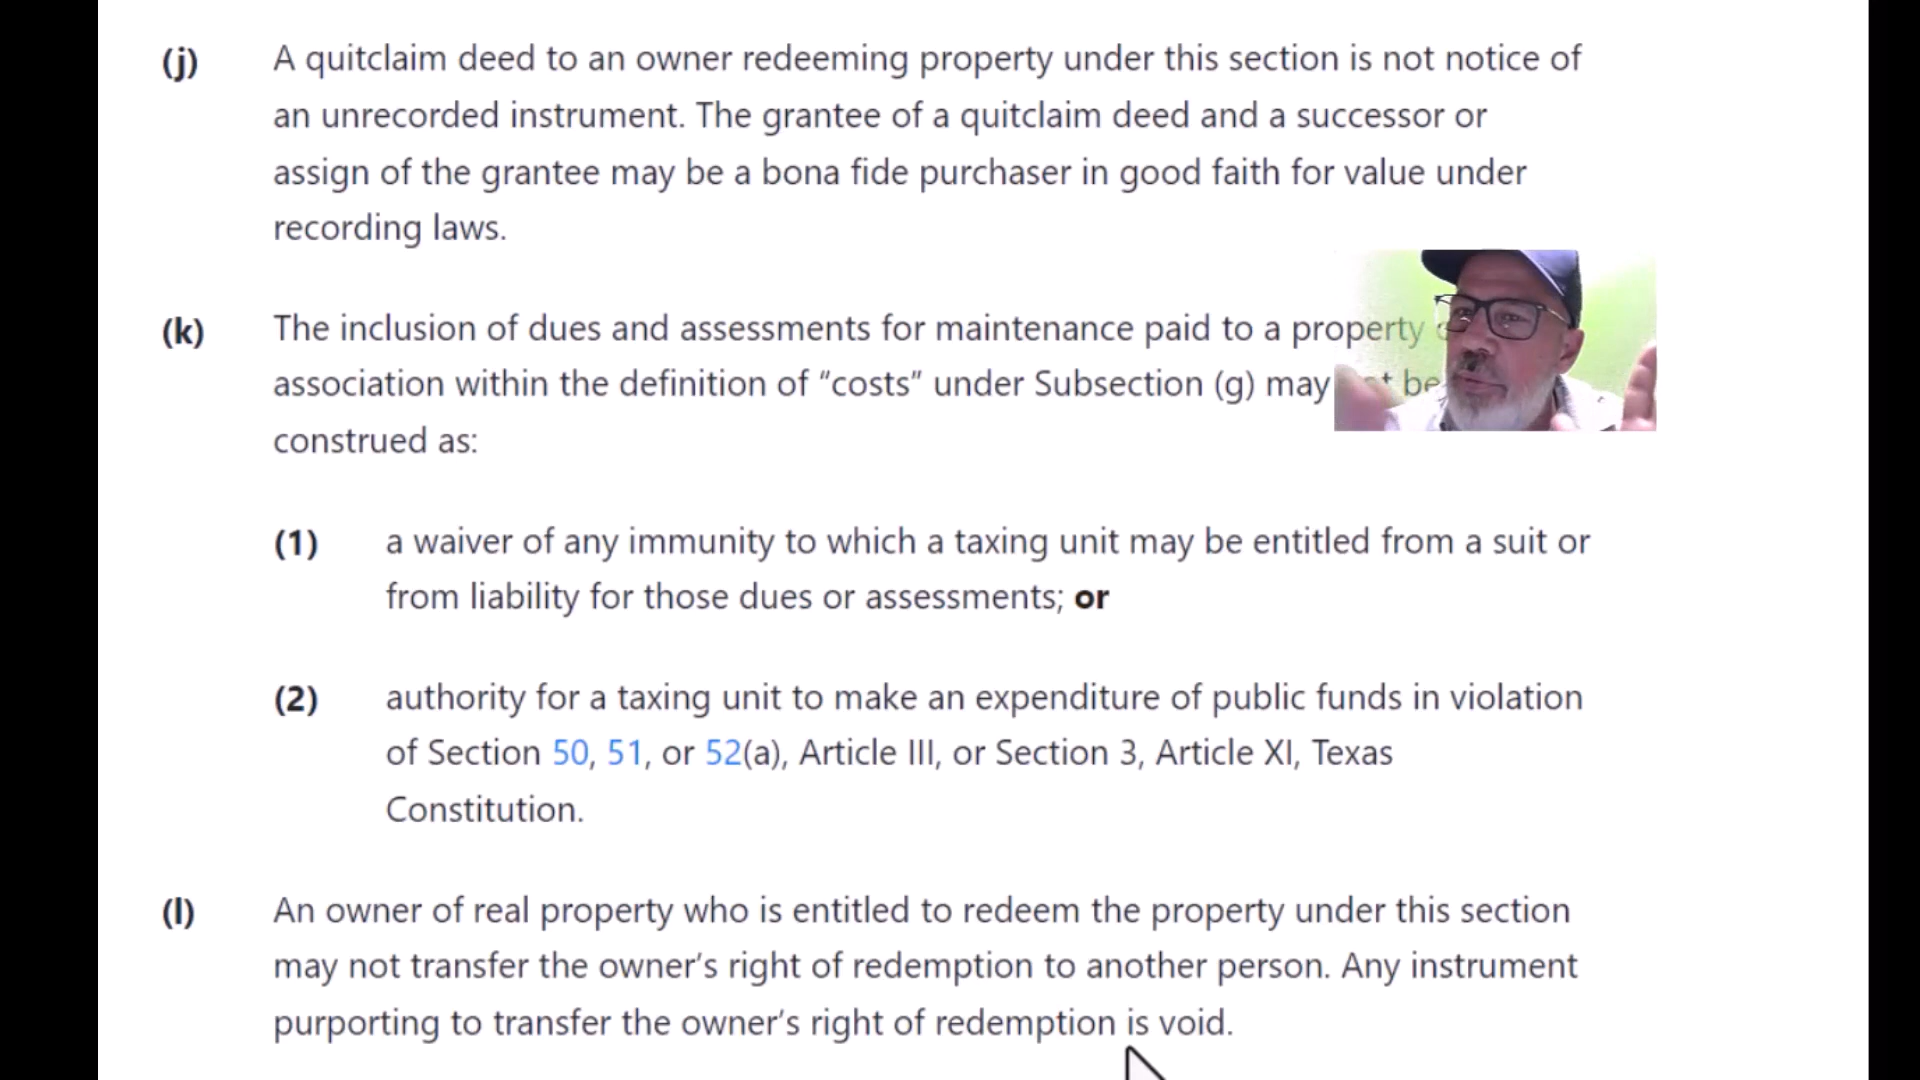 (j) A quitclaim deed to an owner redeeming property under this section is not notice of
an unrecorded instrument. The grantee of a quitclaim deed and a successor or
assign of the grantee may be a bona fide purchaser in good faith for value under
recording laws.
(k) The inclusion of dues and assessments for maintenance paid to a property
association within the definition of “costs” under Subsection (g) may be
construed as:
(1) a waiver of any immunity to which a taxing unit may be entitled from a suit or
from liability for those dues or assessments; or
(2) authority for a taxing unit to make an expenditure of public funds in violation
of Section 50, 51, or 52(a), Article III, or Section 3, Article XI, Texas
Constitution.
(l) An owner of real property who is entitled to redeem the property under this section
may not transfer the owner’s right of redemption to another person. Any instrument
purporting to transfer the owner’s right of redemption is void.